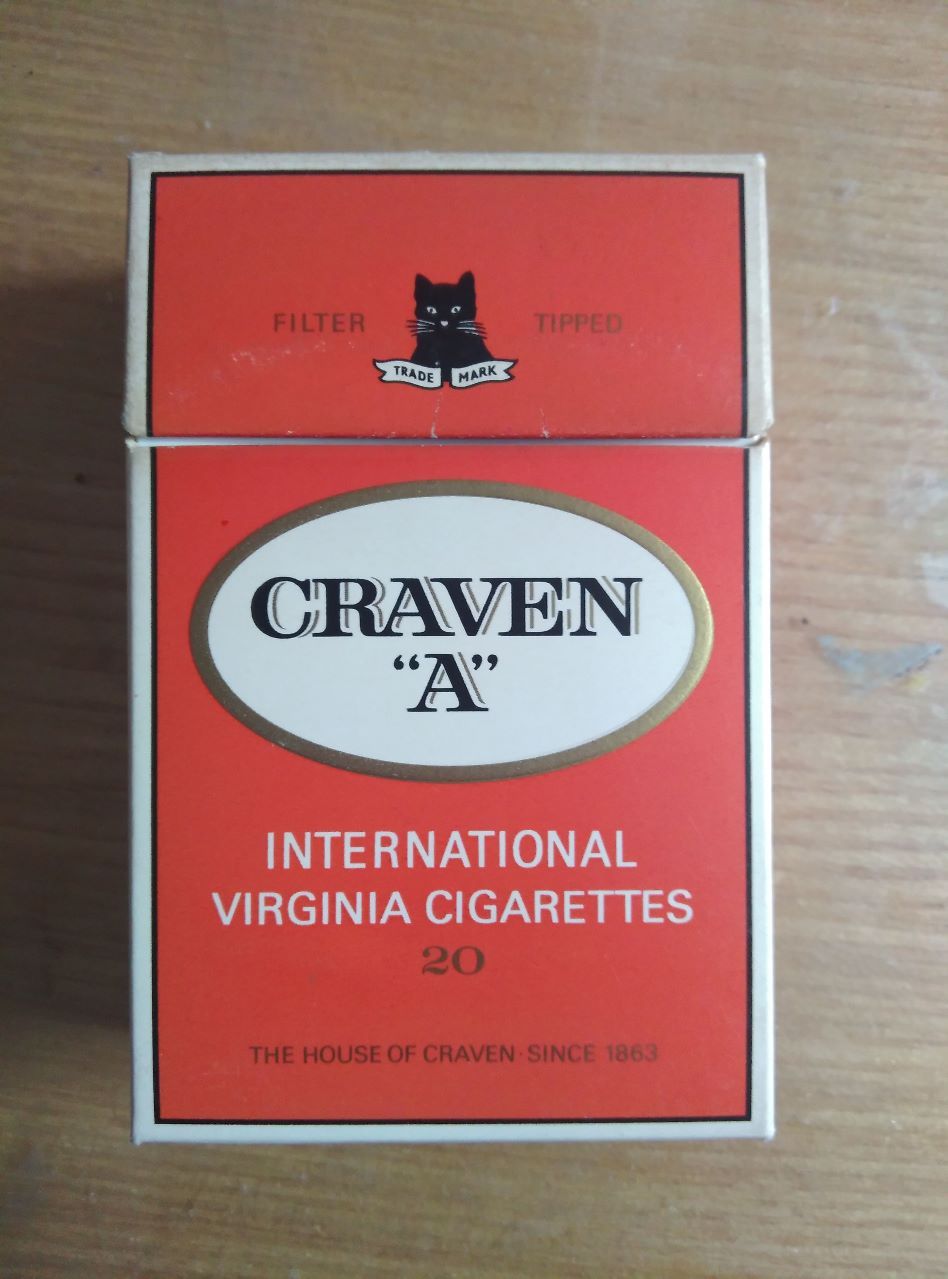 FILTER TIPPED
TRADE MARK
CRAVEN
“A”
INTERNATIONAL
VIRGINIA CIGARETTES
20
THE HOUSE OF CRAVEN · SINCE 1863